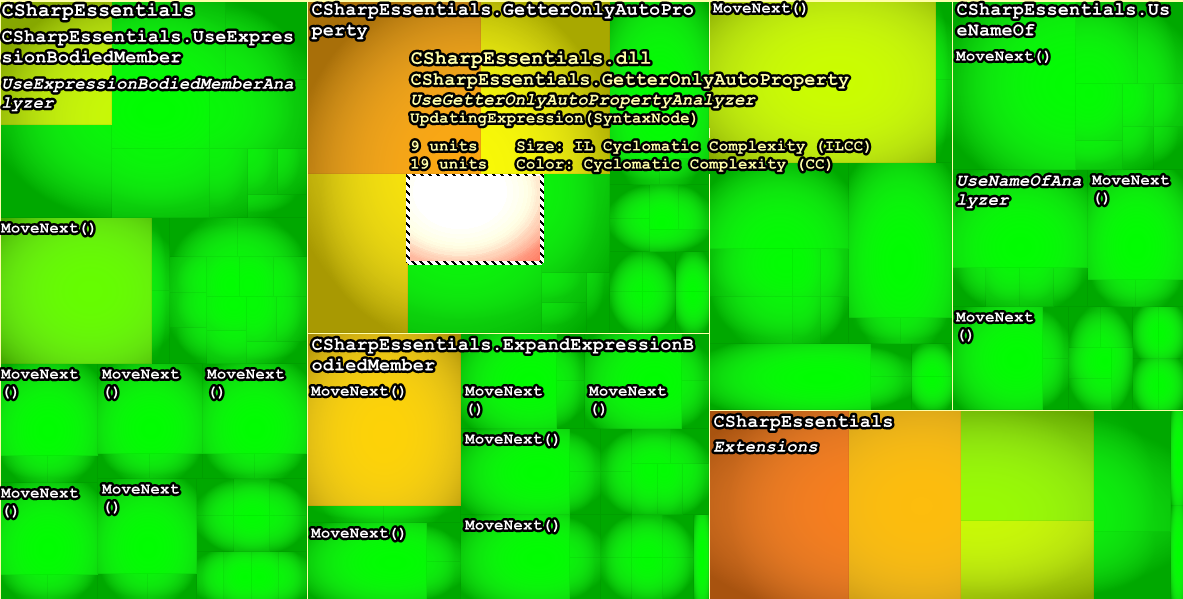 CSharpEssentials
CSharpEssentials.UseExpres
sionBodiedMember
UseExpressionBodiedMemberAna
lyzer
MoveNext()
MoveNext
()
MoveNext
()
MoveNext
()
MoveNext
()
MoveNext
()
CSharpEssentials.GetterOnlyAutoPro
perty
CSharpEssentials.dll
CSharpEssentials.GetterOnlyAutoProperty
UseGetterOnlyAutoPropertyAnalyzer
UpdatingExpression(SyntaxNode)
9 units Size: IL Cyclomatic Complexity (ILCC)
19 units Color: Cyclomatic Complexity (CC)
CSharpEssentials.ExpandExpressionB
odiedMember
MoveNext()
MoveNext
()
MoveNext
()
MoveNext()
MoveNext()
MoveNext()
MoveNext()
CSharpEssentials.Us
eNameOf
MoveNext()
UseNameOfAna
lyzer
MoveNext
()
MoveNext
()
CSharpEssentials
Extensions